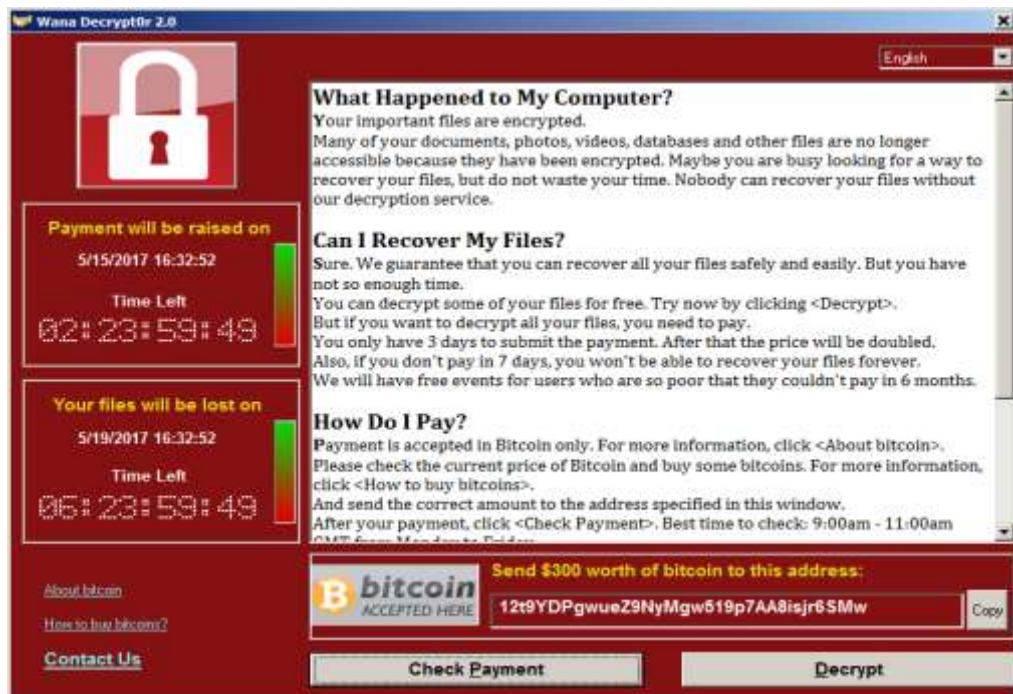 Wana Decrypt0r 2.0
English
What Happened to My Computer?
Your important files are encrypted.
Many of your documents, photos, videos, databases and other files are no longer
accessible because they have been encrypted. Maybe you are busy looking for a way to
recover your files, but do not waste your time. Nobody can recover your files without
our decryption service.
Can I Recover My Files?
Sure. We guarantee that you can recover all your files safely and easily. But you have
not so enough time.
You can decrypt some of your files for free. Try now by clicking <Decrypt>.
But if you want to decrypt all your files, you need to pay.
You only have 3 days to submit the payment. After that the price will be doubled.
Also, if you don't pay in 7 days, you won't be able to recover your files forever.
We will have free events for users who are so poor that they couldn't pay in 6 months.
How Do I Pay?
Payment is accepted in Bitcoin only. For more information, click <About bitcoin>.
Please check the current price of Bitcoin and buy some bitcoins. For more information,
click <How to buy bitcoins>.
And send the correct amount to the address specified in this window.
After your payment, click <Check Payment>. Best time to check: 9:00am - 11:00am
GMT from Monday to Friday.
Payment will be raised on
5/15/2017 16:32:52
Time Left
02:23:59:49
Your files will be lost on
5/19/2017 16:32:52
Time Left
06:23:59:49
About bitcoin
How to buy bitcoins?
Contact Us
bitcoin
ACCEPTED HERE
Send $300 worth of bitcoin to this address:
12t9YDPgwueZ9NyMgw519p7AA8isjr6SMw
Copy
Check Payment
Decrypt